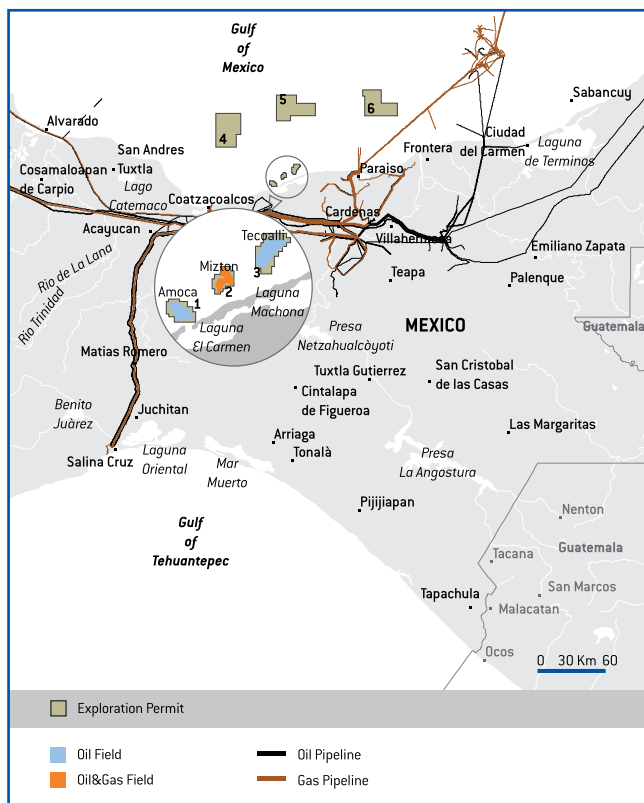 Gulf
of
Mexico
Sabancuy
5
6
4
Alvarado
Ciudad
del Carmen
Laguna
de Terminos
San Andres
Tuxtla
Frontera
Cosamaloapan
de Carpio
Lago
Catemaco
Paraiso
Coatzacoalcos
Cardenas
Acayucan
Tecoalli
Villahermosa
Emiliano Zapata
Rio de La Lana
Mizton
3
Teapa
Palenque
Amoca
1
2
Laguna
Machona
Rio Trinidad
Laguna
El Carmen
Presa
Netzahualcòyoti
MEXICO
Guatemala
Matias Romero
Tuxtla Gutierrez
San Cristobal
de las Casas
Cintalapa
de Figueroa
Benito
Juàrez
Juchitan
Las Margaritas
Arriaga
Salina Cruz
Laguna
Oriental
Mar
Muerto
Tonalà
Presa
La Angostura
Pijijiapan
Nenton
Gulf
of
Tehuantepec
Guatemala
Tacana
San Marcos
Tapachula
Malacatan
Ocos
0 30 Km 60
Exploration Permit
Oil Field
Oil Pipeline
Oil&Gas Field
Gas Pipeline